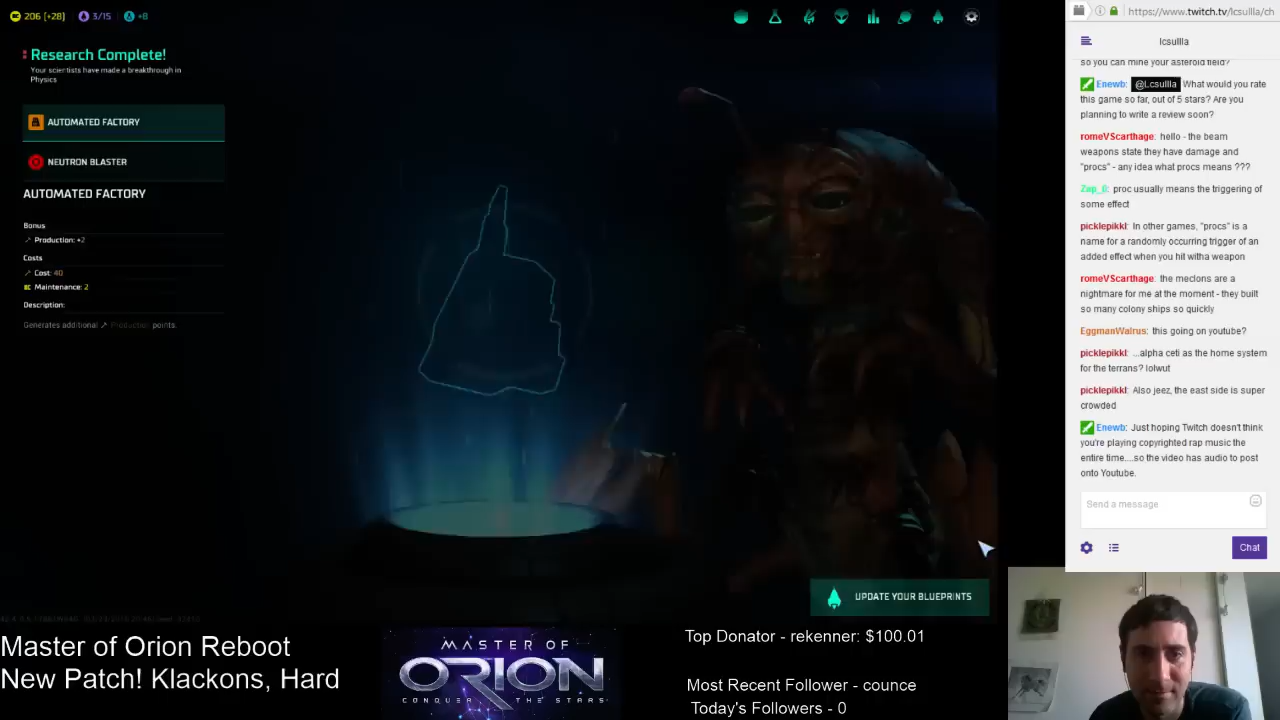 206 (+28)
3/15
+8
Research Complete!
Your scientists have made a breakthrough in
Physics
AUTOMATED FACTORY
NEUTRON BLASTER
AUTOMATED FACTORY
Bonus
Production: +2
Costs
Cost: 40
Maintenance: 2
Description:
Generates additional Production points.
UPDATE YOUR BLUEPRINTS
Master of Orion Reboot
New Patch! Klackons, Hard
MASTER OF
ORION
CONQUER THE STARS
Top Donator - rekenner: $100.01
Most Recent Follower - counce
Today's Followers - 0
https://www.twitch.tv/lcsullla/ch
lcsullla
so you can mine your asteroid field?
Enewb: @Lcsullla What would you rate
this game so far, out of 5 stars? Are you
planning to write a review soon?
romeVScarthage: hello - the beam
weapons state they have damage and
"procs" - any idea what procs means ???
Zap_0: proc usually means the triggering of
some effect
picklepikkl: In other games, "procs" is a
name for a randomly occurring trigger of an
added effect when you hit witha weapon
romeVScarthage: the meclons are a
nightmare for me at the moment - they built
so many colony ships so quickly
EggmanWalrus: this going on youtube?
picklepikkl: ...alpha ceti as the home system
for the terrans? lolwut
picklepikkl: Also jeez, the east side is super
crowded
Enewb: Just hoping Twitch doesn't think
you're playing copyrighted rap music the
entire time....so the video has audio to post
onto Youtube.
Send a message
Chat